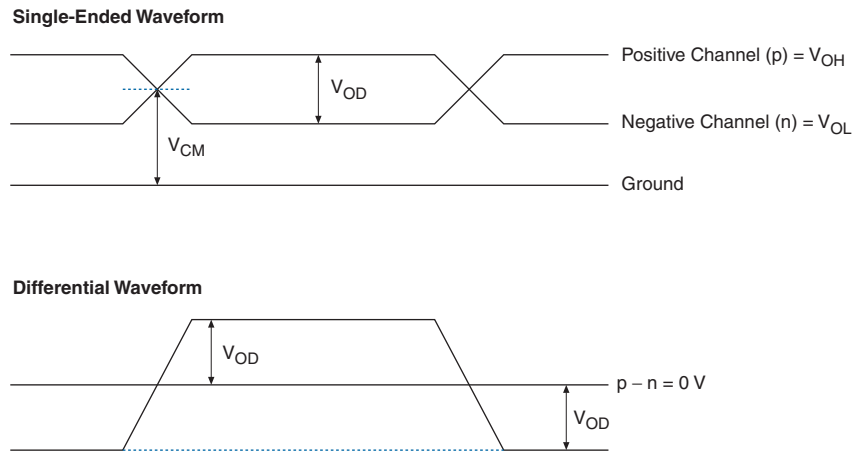 Single-Ended Waveform
Positive Channel (p) = VOH
VOD
Negative Channel (n) = VOL
VCM
Ground
Differential Waveform
VOD
p – n = 0 V
VOD